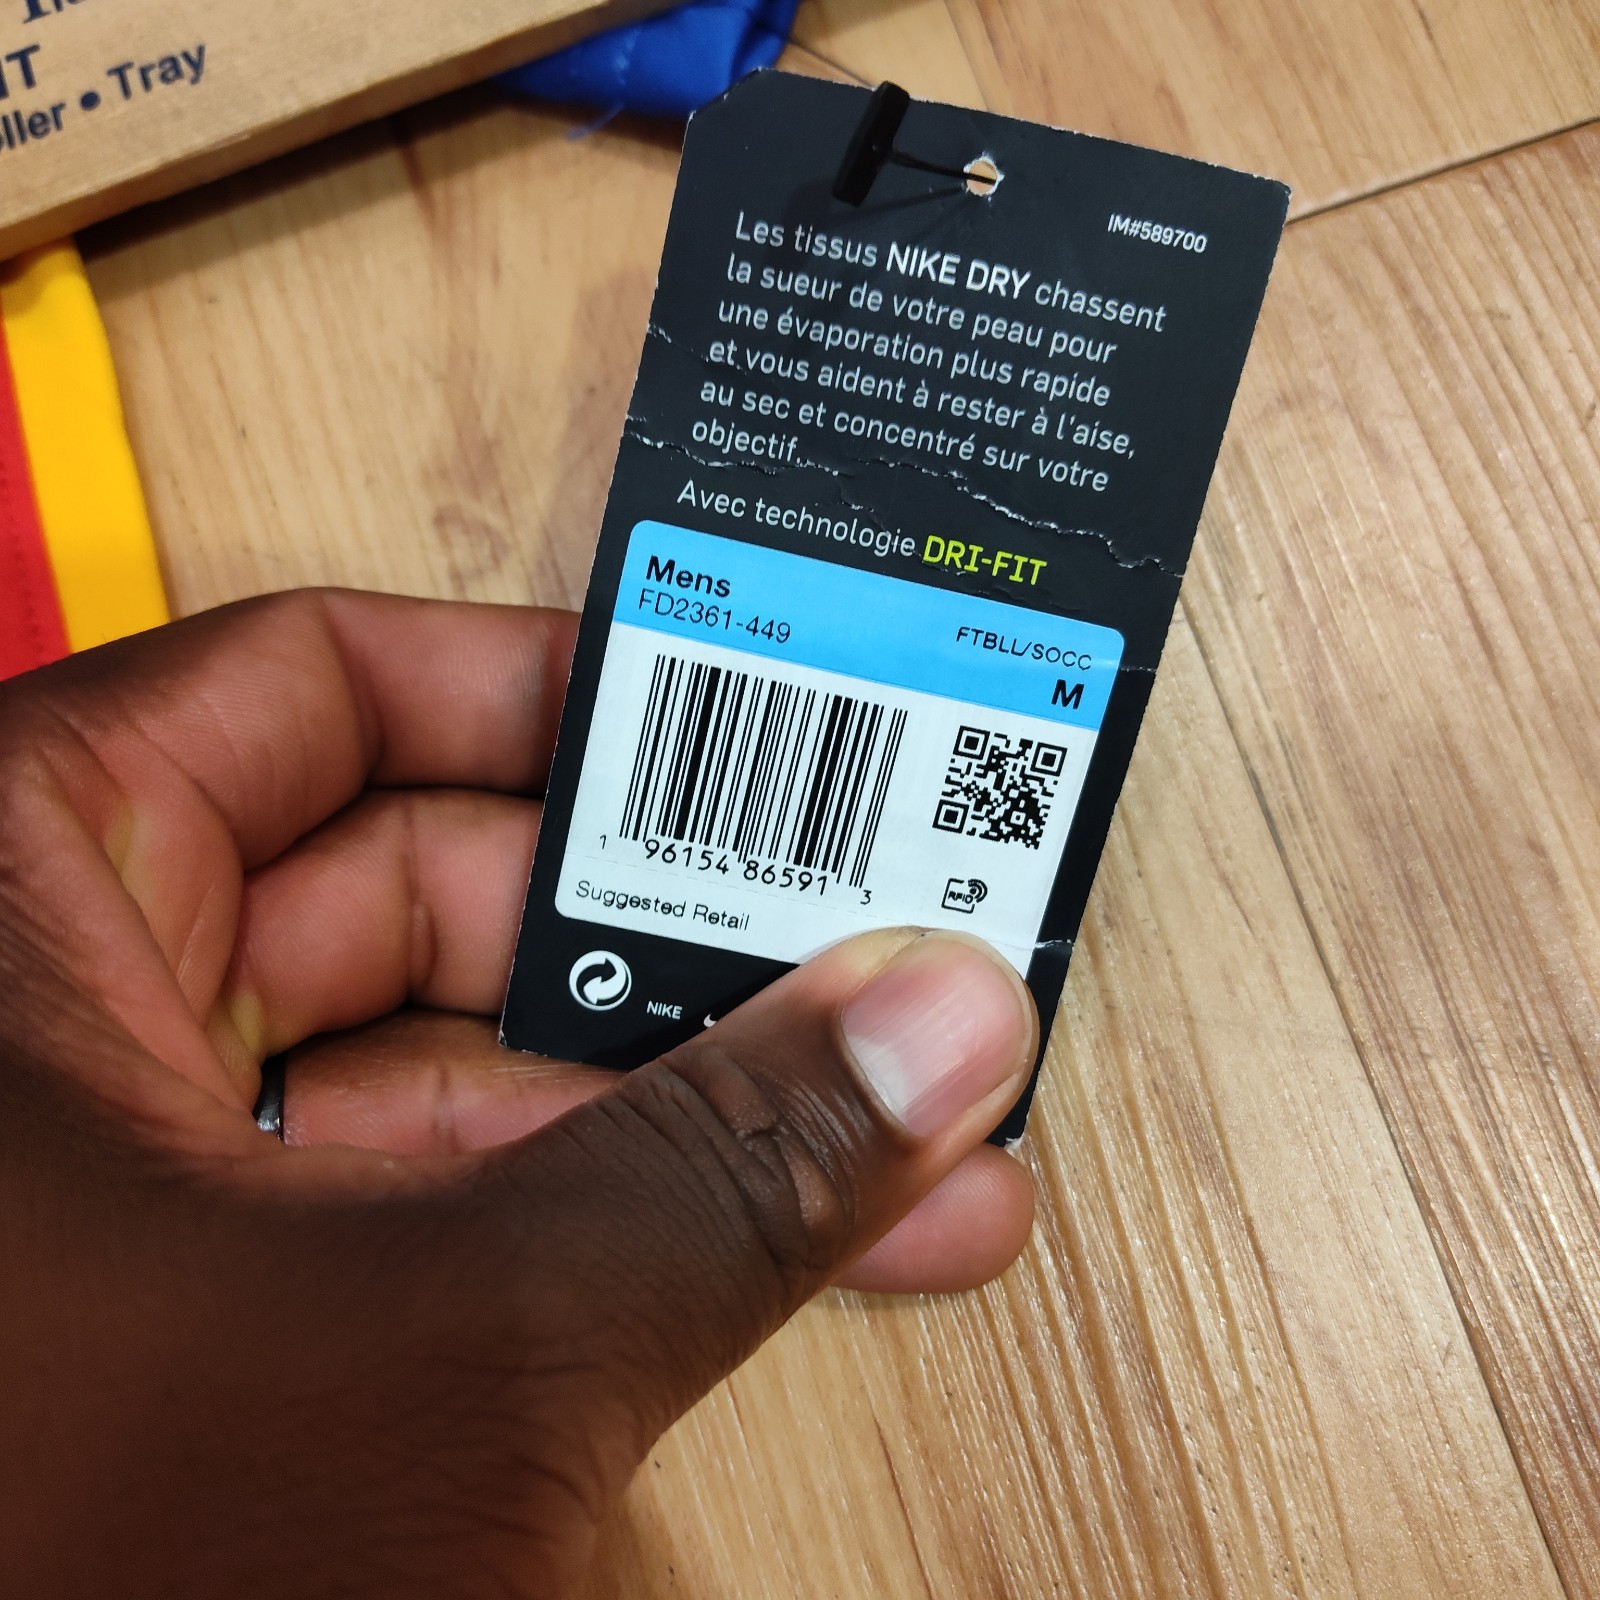 Tray
IM#589700
Les tissus NIKE DRY chassent
la sueur de votre peau pour
une évaporation plus rapide
et vous aident à rester à l'aise,
au sec et concentré sur votre
objectif.
Avec technologie DRI-FIT
Mens
FD2361-449
FTBLL/SOCC
M
1 96154 86591 3
RFID
Suggested Retail
NIKE